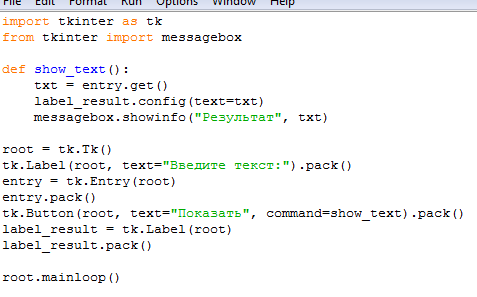 File Edit Format Run Options Window Help
import tkinter as tk
from tkinter import messagebox
def show_text():
    txt = entry.get()
    label_result.config(text=txt)
    messagebox.showinfo("Результат", txt)
root = tk.Tk()
tk.Label(root, text="Введите текст:").pack()
entry = tk.Entry(root)
entry.pack()
tk.Button(root, text="Показать", command=show_text).pack()
label_result = tk.Label(root)
label_result.pack()
root.mainloop()